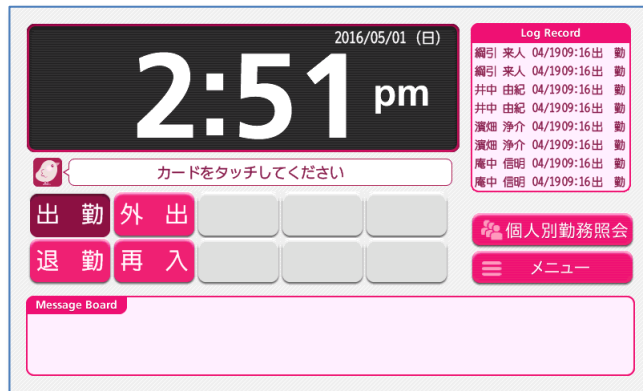 2016/05/01 (日)
2:51 pm
カードをタッチしてください
出 勤
外 出
退 勤
再 入
Log Record
綱引 来人 04/1909:16出 勤
綱引 来人 04/1909:16出 勤
井中 由紀 04/1909:16出 勤
井中 由紀 04/1909:16出 勤
濱畑 浄介 04/1909:16出 勤
濱畑 浄介 04/1909:16出 勤
庵中 信明 04/1909:16出 勤
庵中 信明 04/1909:16出 勤
個人別勤務照会
メニュー
Message Board